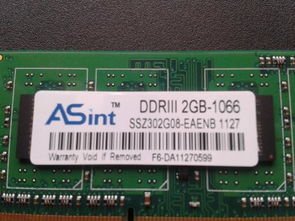 ASint™
DDRIII 2GB-1066
SSZ302G08-EAENB 1127
Warranty Void If Removed F6-DA11270599